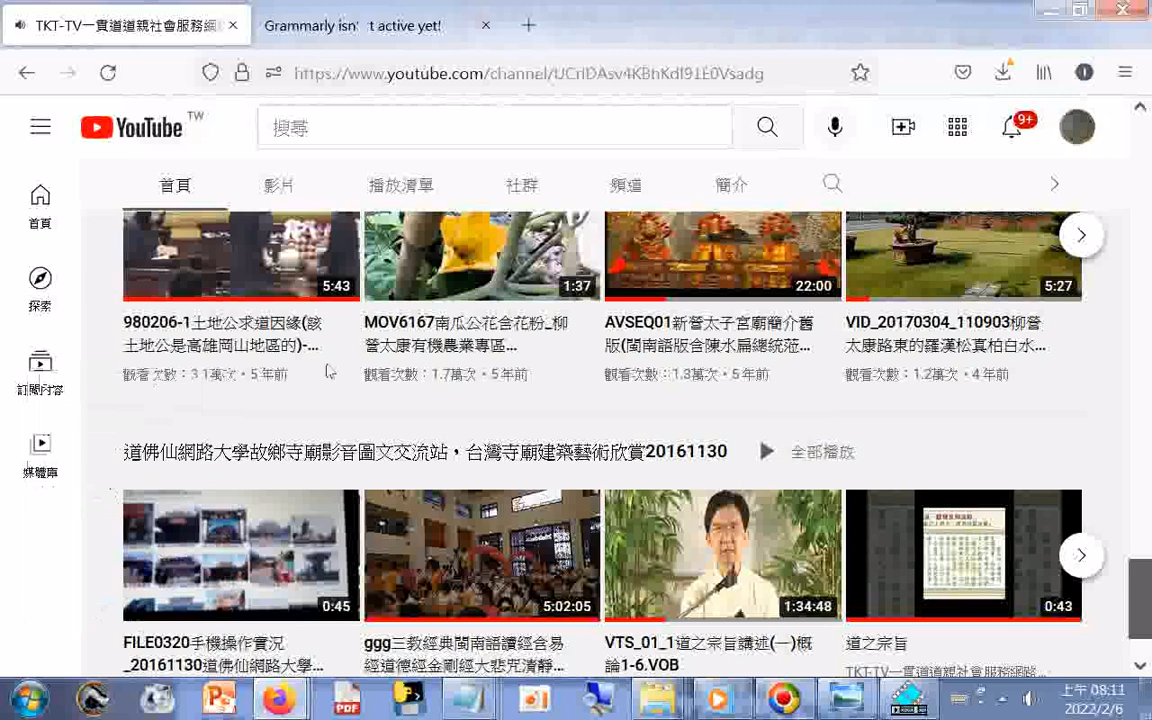 TKT-TV一貫道道親社會服務網
Grammarly isn't active yet!
https://www.youtube.com/channel/UCrIDAsv4KBhKdI91E0Vsadg
YouTube TW
搜尋
9+
首頁 影片 播放清單 社群 頻道 簡介
首頁
探索
訂閱內容
媒體庫
5:43 1:37 22:00 5:27
980206-1土地公求道因緣(該
土地公是高雄岡山地區的)-...
觀看次數：3.1萬次・5 年前
MOV6167南瓜公花含花粉_柳
營太康有機農業專區...
觀看次數：1.7萬次・5年前
AVSEQ01新營太子宮廟簡介舊
版(閩南語版含陳水扁總統蒞...
觀看次數：1.3萬次・5年前
VID_20170304_110903柳營
太康路東的羅漢松真柏白水...
觀看次數：1.2萬次・4 年前
道佛仙網路大學故鄉寺廟影音圖文交流站，台灣寺廟建築藝術欣賞20161130 全部播放
0:45 5:02:05 1:34:48 0:43
FILE0320手機操作實況
_20161130道佛仙網路大學...
ggg三教經典閩南語讀經含易
經道德經金剛經大悲咒清靜...
VTS_01_1道之宗旨講述(一)概
論1-6.VOB
道之宗旨
TKT-TV一貫道道親社會服務網路...
PDF
上午 08:11
2022/2/6